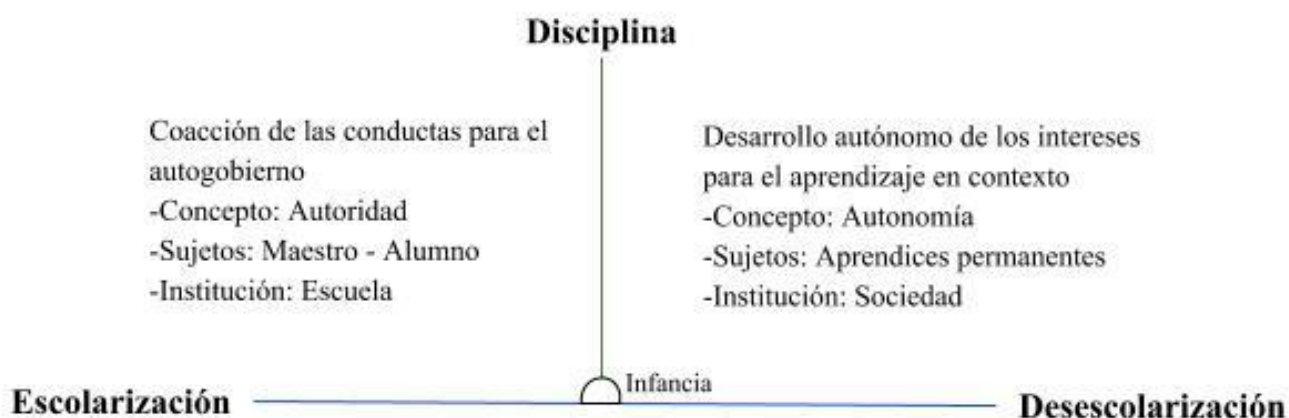 Disciplina
Coacción de las conductas para el
autogobierno
-Concepto: Autoridad
-Sujetos: Maestro - Alumno
-Institución: Escuela
Desarrollo autónomo de los intereses
para el aprendizaje en contexto
-Concepto: Autonomía
-Sujetos: Aprendices permanentes
-Institución: Sociedad
Infancia
Escolarización
Desescolarización